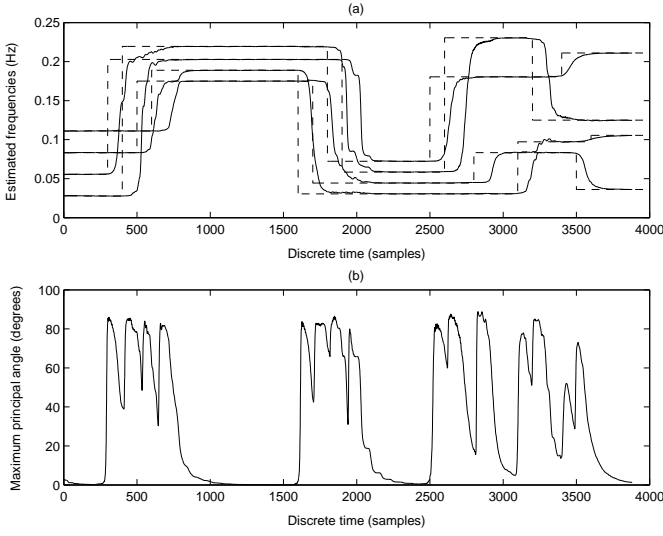 (a)
Estimated frequencies (Hz)
0.25
0.2
0.15
0.1
0.05
0
0 500 1000 1500 2000 2500 3000 3500 4000
Discrete time (samples)
(b)
Maximum principal angle (degrees)
100
80
60
40
20
0
0 500 1000 1500 2000 2500 3000 3500 4000
Discrete time (samples)